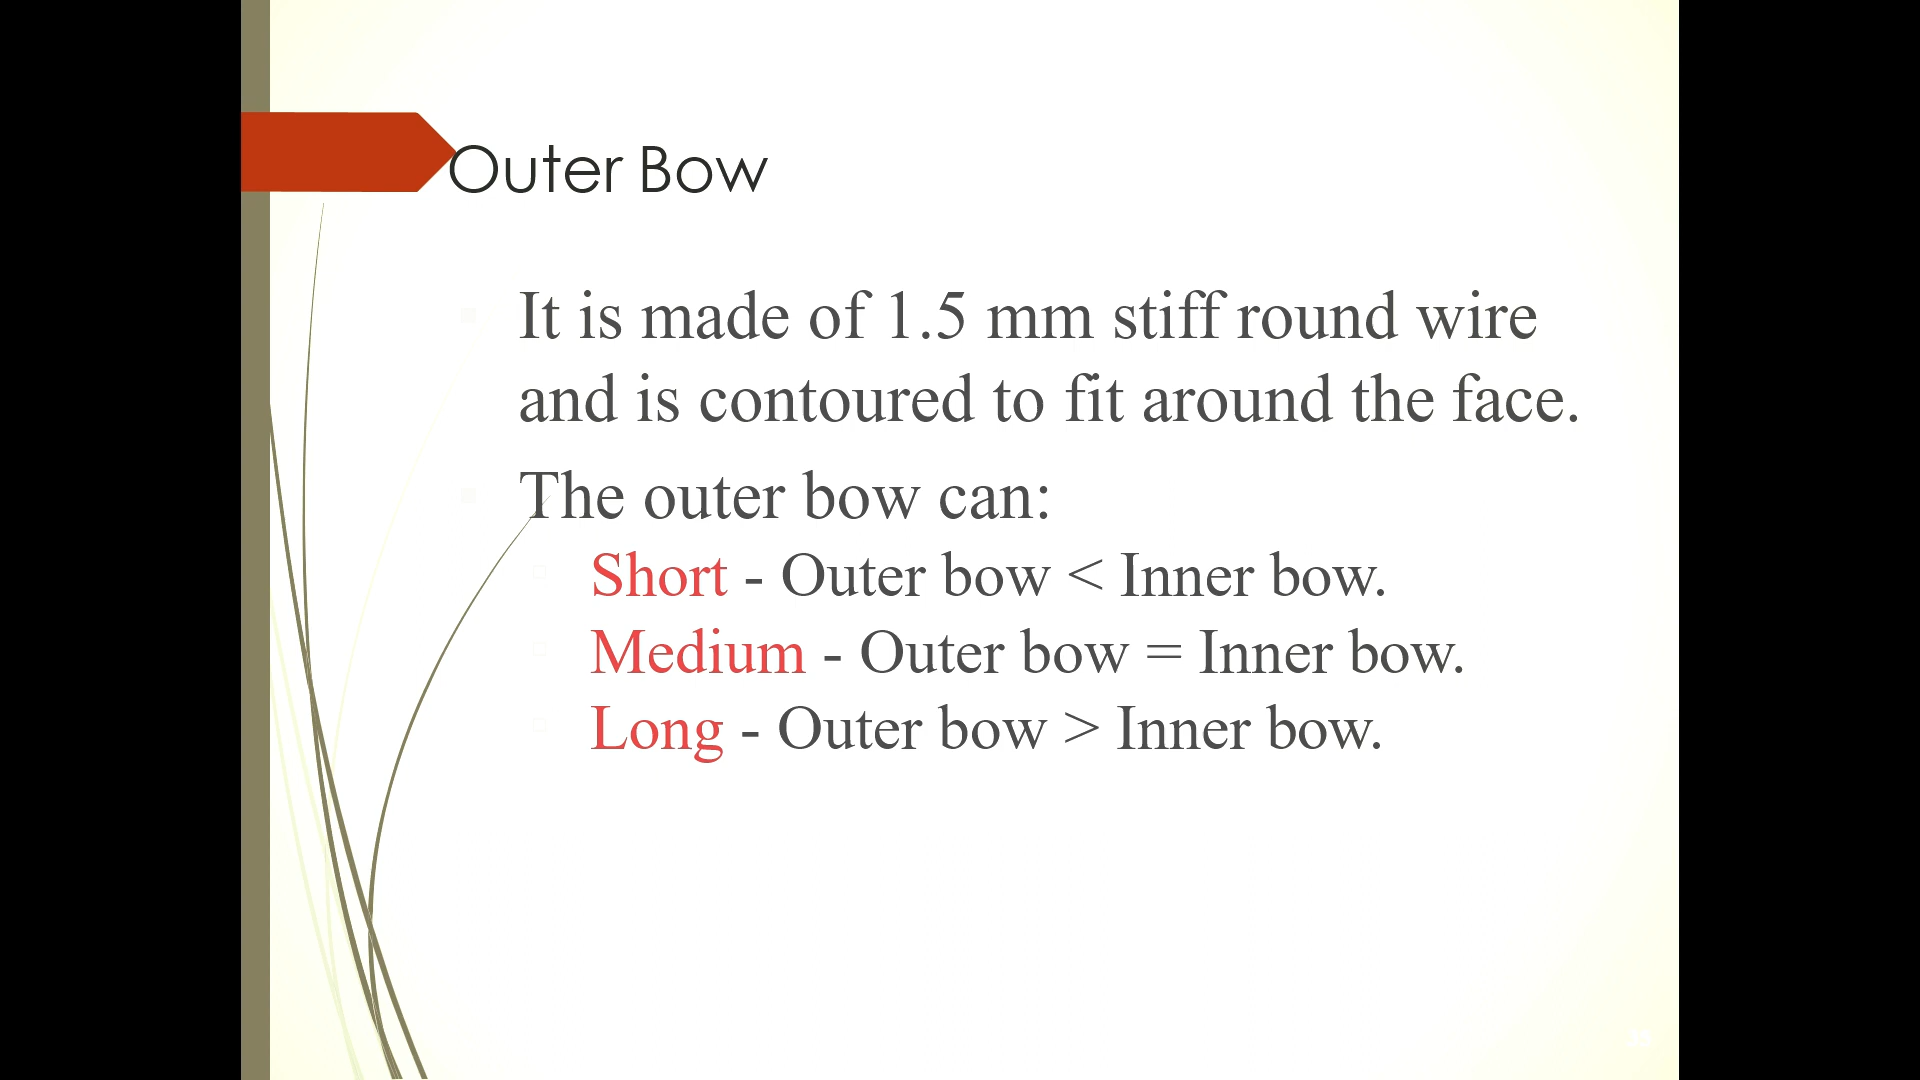 Outer Bow
It is made of 1.5 mm stiff round wire
and is contoured to fit around the face.
The outer bow can:
Short - Outer bow < Inner bow.
Medium - Outer bow = Inner bow.
Long - Outer bow > Inner bow.